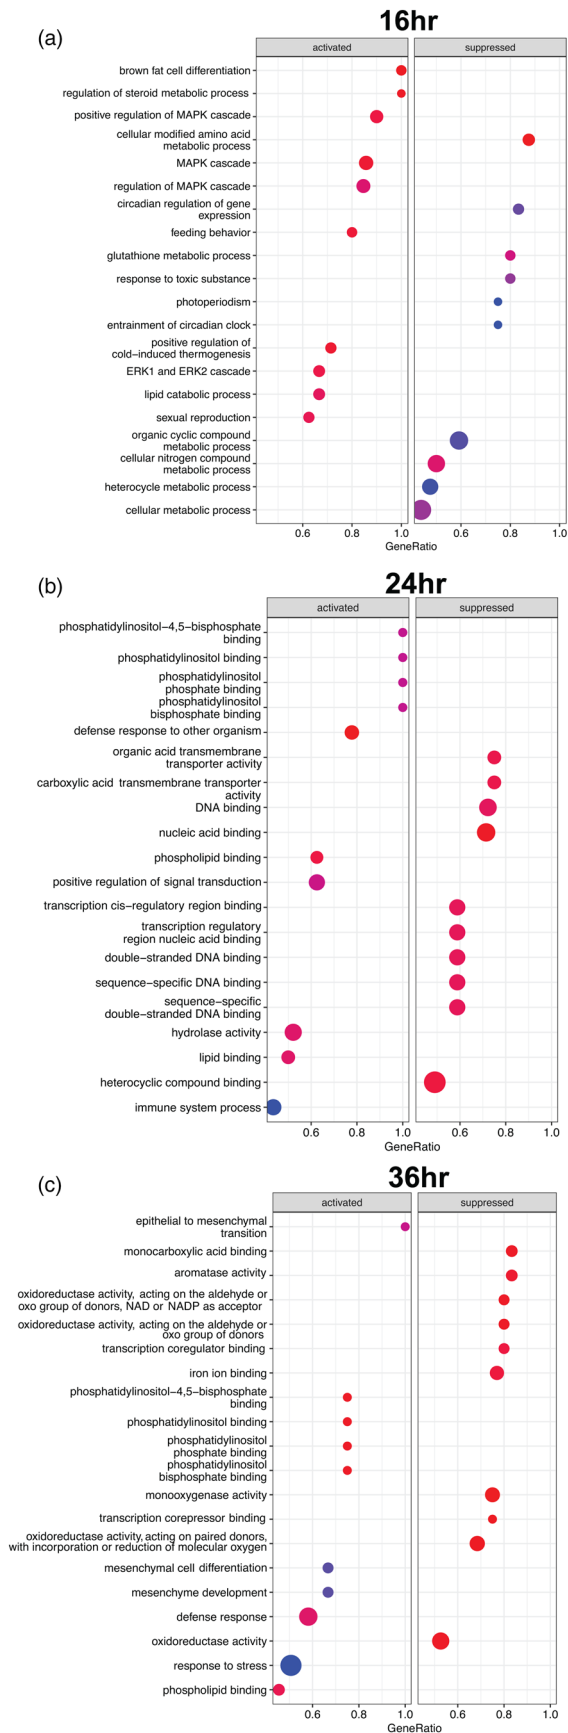 16hr
(a)
activated
suppressed
brown fat cell differentiation
regulation of steroid metabolic process
positive regulation of MAPK cascade
cellular modified amino acid
metabolic process
MAPK cascade
regulation of MAPK cascade
circadian regulation of gene
expression
feeding behavior
glutathione metabolic process
response to toxic substance
photoperiodism
entrainment of circadian clock
positive regulation of
cold−induced thermogenesis
ERK1 and ERK2 cascade
lipid catabolic process
sexual reproduction
organic cyclic compound
metabolic process
cellular nitrogen compound
metabolic process
heterocycle metabolic process
cellular metabolic process
0.6 0.8 1.0 0.6 0.8 1.0
GeneRatio
24hr
(b)
activated
suppressed
phosphatidylinositol−4,5−bisphosphate
binding
phosphatidylinositol binding
phosphatidylinositol
phosphate binding
phosphatidylinositol
bisphosphate binding
defense response to other organism
organic acid transmembrane
transporter activity
carboxylic acid transmembrane transporter
activity
DNA binding
nucleic acid binding
phospholipid binding
positive regulation of signal transduction
transcription cis−regulatory region binding
transcription regulatory
region nucleic acid binding
double−stranded DNA binding
sequence−specific DNA binding
sequence−specific
double−stranded DNA binding
hydrolase activity
lipid binding
heterocyclic compound binding
immune system process
0.6 0.8 1.0 0.6 0.8 1.0
GeneRatio
36hr
(c)
activated
suppressed
epithelial to mesenchymal
transition
monocarboxylic acid binding
aromatase activity
oxidoreductase activity, acting on the aldehyde or
oxo group of donors, NAD or NADP as acceptor
oxidoreductase activity, acting on the aldehyde or
oxo group of donors
transcription coregulator binding
iron ion binding
phosphatidylinositol−4,5−bisphosphate
binding
phosphatidylinositol binding
phosphatidylinositol
phosphate binding
phosphatidylinositol
bisphosphate binding
monooxygenase activity
transcription corepressor binding
oxidoreductase activity, acting on paired donors,
with incorporation or reduction of molecular oxygen
mesenchymal cell differentiation
mesenchyme development
defense response
oxidoreductase activity
response to stress
phospholipid binding
0.6 0.8 1.0 0.6 0.8 1.0
GeneRatio